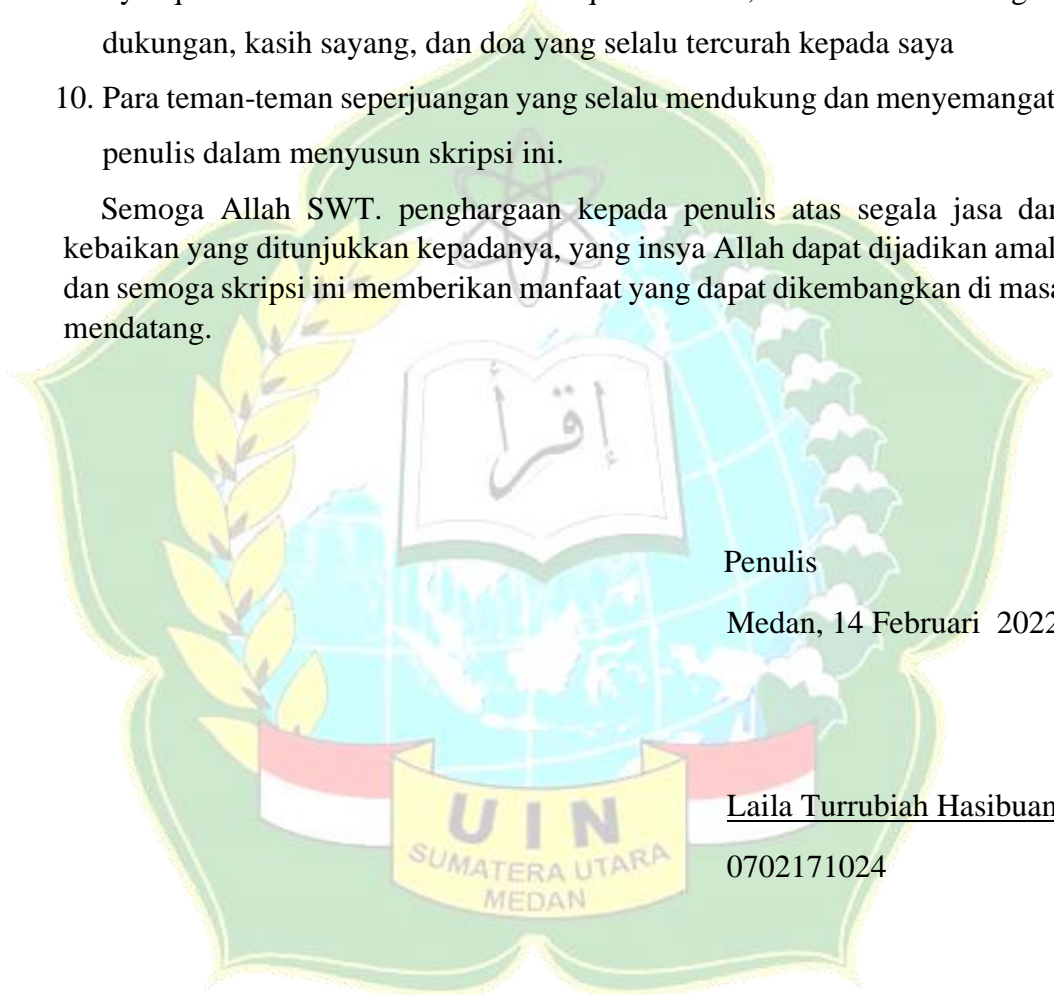 dukungan, kasih sayang, dan doa yang selalu tercurah kepada saya
10. Para teman-teman seperjuangan yang selalu mendukung dan menyemangat
penulis dalam menyusun skripsi ini.
Semoga Allah SWT. penghargaan kepada penulis atas segala jasa dan
kebaikan yang ditunjukkan kepadanya, yang insya Allah dapat dijadikan amal
dan semoga skripsi ini memberikan manfaat yang dapat dikembangkan di masa
mendatang.
إقرأ
Penulis
Medan, 14 Februari 2022
Laila Turrubiah Hasibuan
0702171024
UIN
SUMATERA UTARA
MEDAN